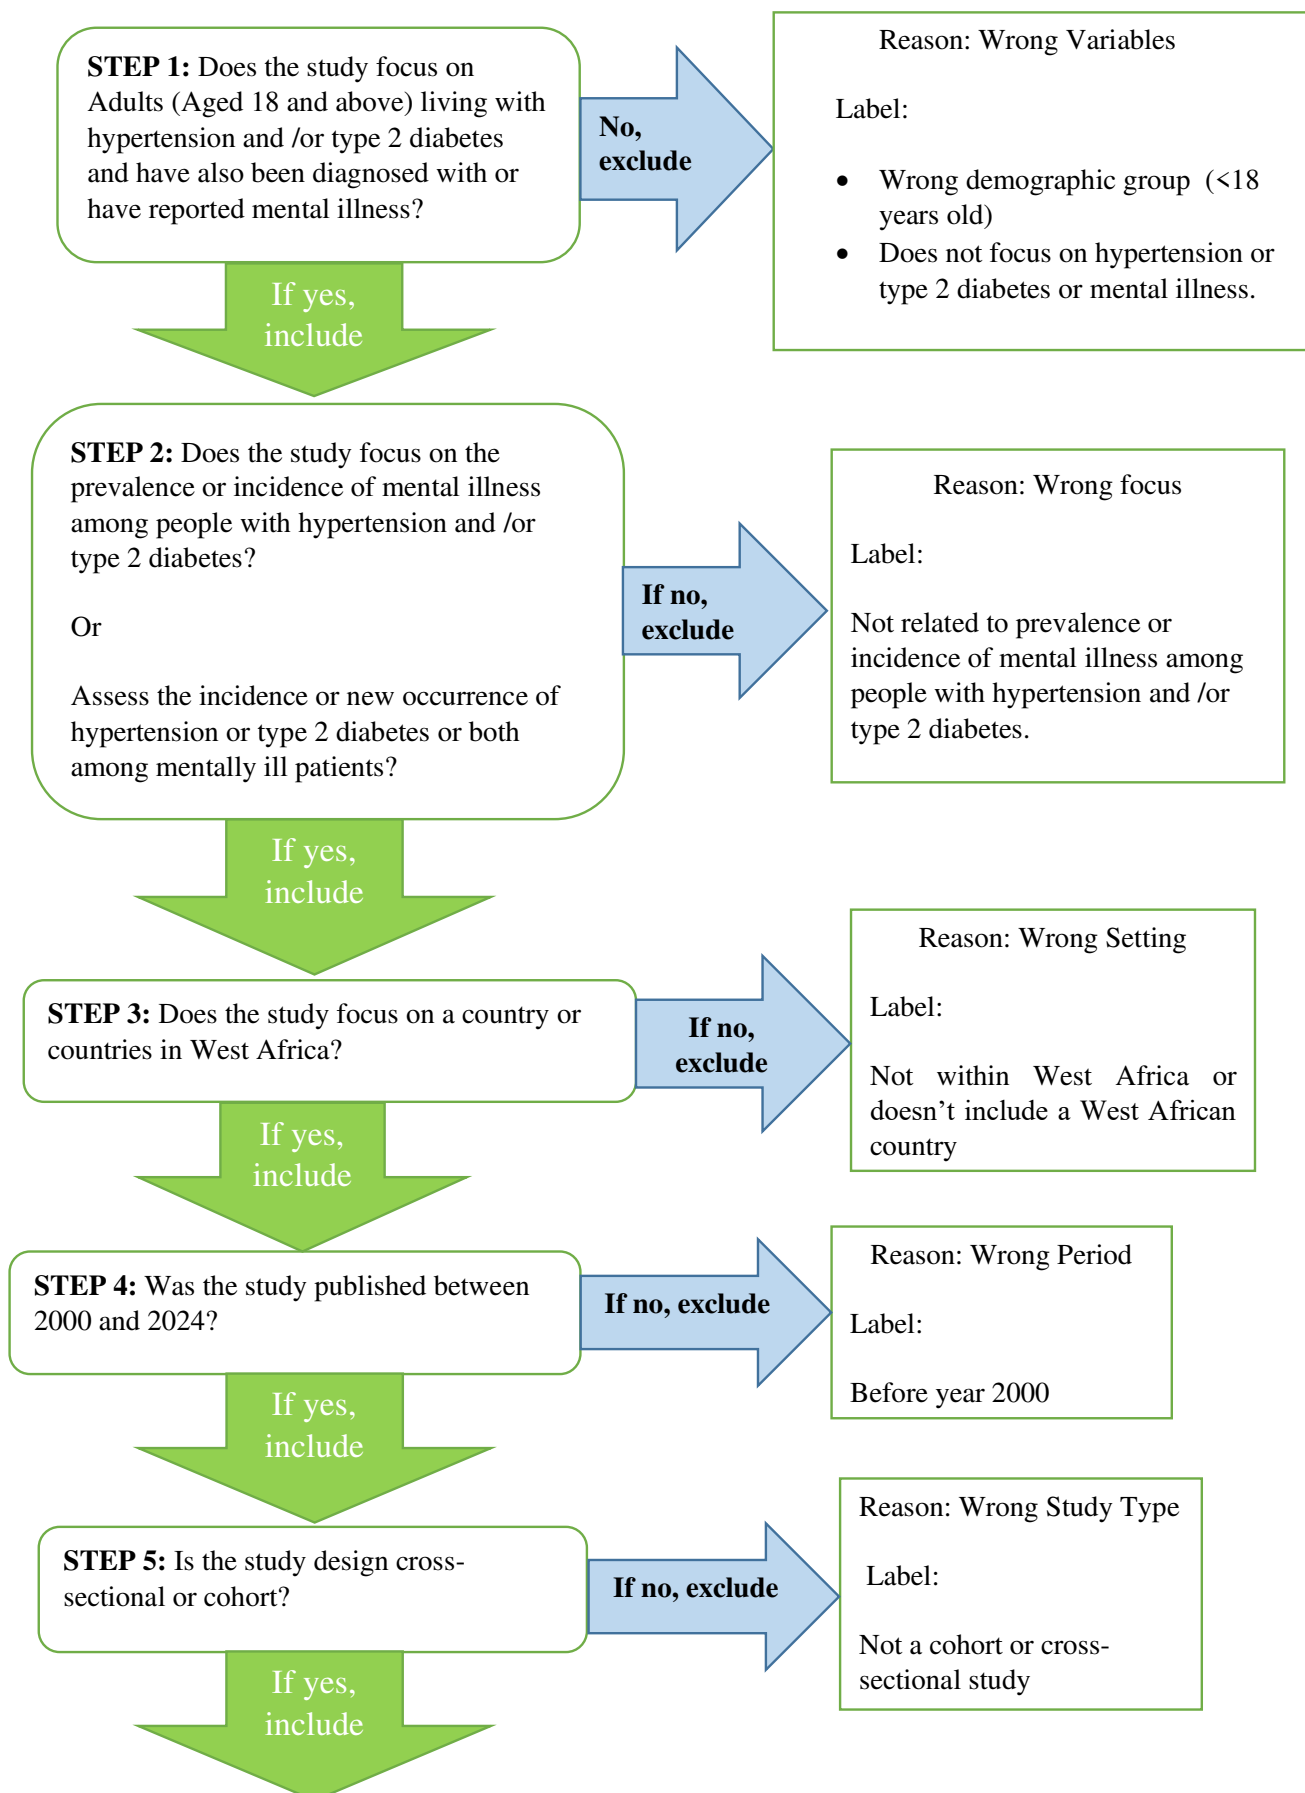 STEP 1: Does the study focus on
Adults (Aged 18 and above) living with
hypertension and /or type 2 diabetes
and have also been diagnosed with or
have reported mental illness?
No,
exclude
Reason: Wrong Variables
Label:
• Wrong demographic group (<18
years old)
• Does not focus on hypertension or
type 2 diabetes or mental illness.
If yes,
include
STEP 2: Does the study focus on the
prevalence or incidence of mental illness
among people with hypertension and /or
type 2 diabetes?
Or
Assess the incidence or new occurrence of
hypertension or type 2 diabetes or both
among mentally ill patients?
If no,
exclude
Reason: Wrong focus
Label:
Not related to prevalence or
incidence of mental illness among
people with hypertension and /or
type 2 diabetes.
If yes,
include
STEP 3: Does the study focus on a country or
countries in West Africa?
If no,
exclude
Reason: Wrong Setting
Label:
Not within West Africa or
doesn’t include a West African
country
If yes,
include
STEP 4: Was the study published between
2000 and 2024?
If no, exclude
Reason: Wrong Period
Label:
Before year 2000
If yes,
include
STEP 5: Is the study design cross-
sectional or cohort?
If no, exclude
Reason: Wrong Study Type
Label:
Not a cohort or cross-
sectional study
If yes,
include